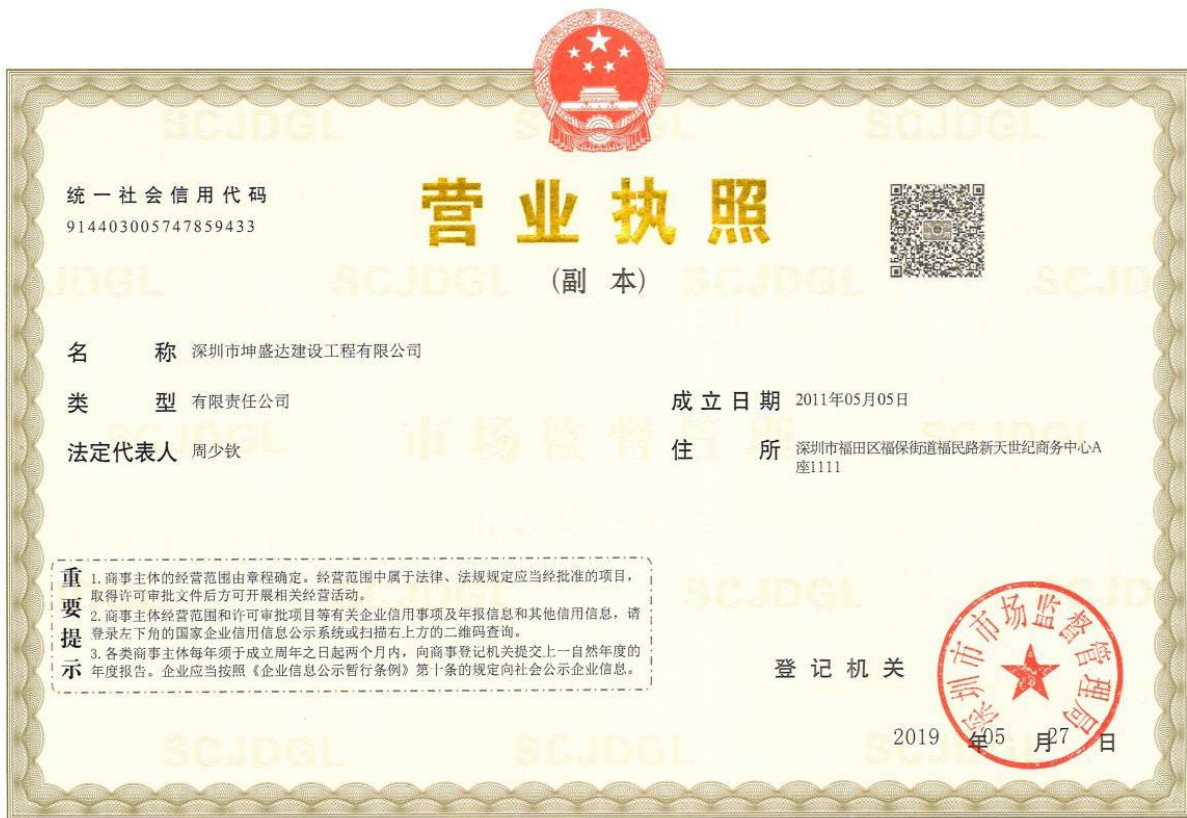 统一社会信用代码
914403005747859433
营业执照
(副 本)
名 称 深圳市坤盛达建设工程有限公司
类 型 有限责任公司
成立日期 2011年05月05日
法定代表人 周少钦
住 所 深圳市福田区福保街道福民路新天世纪商务中心A
座1111
重要提示
1.商事主体的经营范围由章程确定。经营范围中属于法律、法规规定应当经批准的项目，
取得许可审批文件后方可开展相关经营活动。
2.商事主体经营范围和许可审批项目等有关企业信用事项及年报信息和其他信用信息，请
登录左下角的国家企业信用信息公示系统或扫描右上方的二维码查询。
3.各类商事主体每年须于成立周年之日起两个月内，向商事登记机关提交上一自然年度的
年度报告。企业应当按照《企业信息公示暂行条例》第十条的规定向社会公示企业信息。
登记机关
深圳市市场监督管理局
2019 年05 月27 日
SCJDGL
市场监督管理